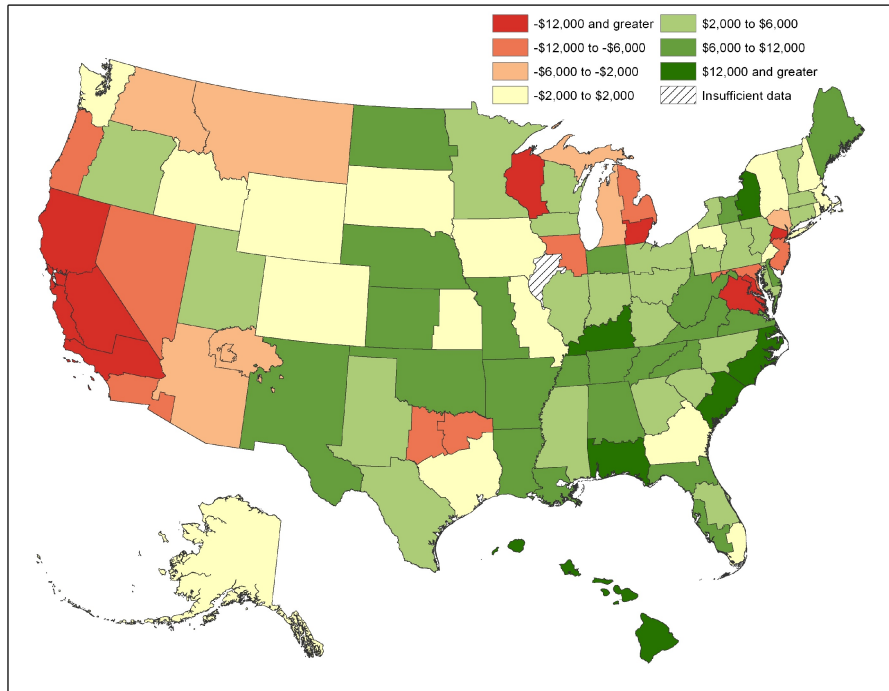 -$12,000 and greater
-$12,000 to -$6,000
-$6,000 to -$2,000
-$2,000 to $2,000
$2,000 to $6,000
$6,000 to $12,000
$12,000 and greater
Insufficient data